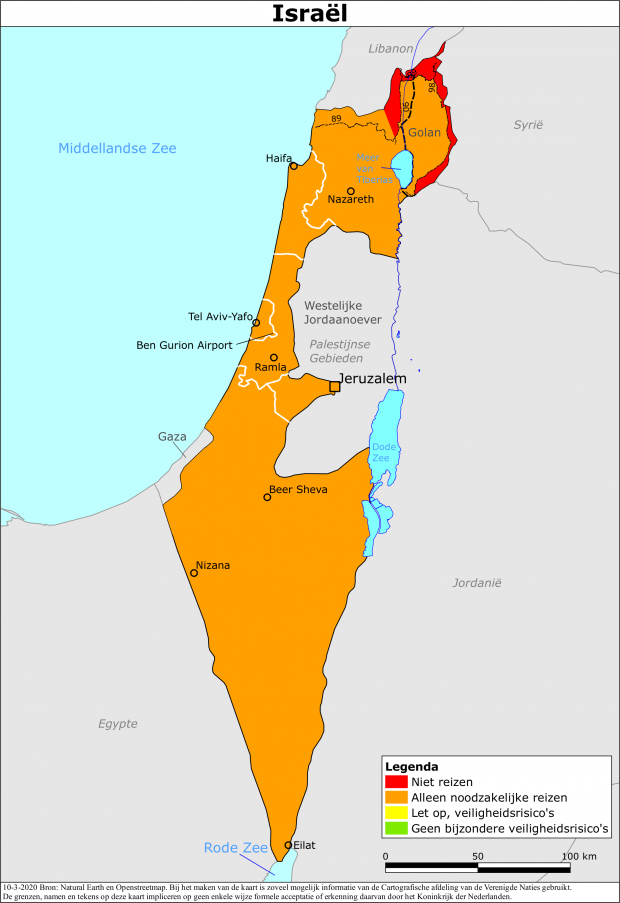 Israël
Libanon
Syrië
98
90
89
Golan
Middellandse Zee
Haifa
Meer
van
Tiberias
Nazareth
Westelijke
Jordaanoever
Tel Aviv-Yafo
Palestijnse
Gebieden
Ben Gurion Airport
Ramla
Jeruzalem
Gaza
Dode
Zee
Beer Sheva
Nizana
Jordanië
Egypte
Legenda
Niet reizen
Alleen noodzakelijke reizen
Let op, veiligheidsrisico's
Geen bijzondere veiligheidsrisico's
Rode Zee
Eilat
0 50 100 km
10-3-2020 Bron: Natural Earth en Openstreetmap. Bij het maken van de kaart is zoveel mogelijk informatie van de Cartografische afdeling van de Verenigde Naties gebruikt.
De grenzen, namen en tekens op deze kaart impliceren op geen enkele wijze formele acceptatie of erkenning daarvan door het Koninkrijk der Nederlanden.